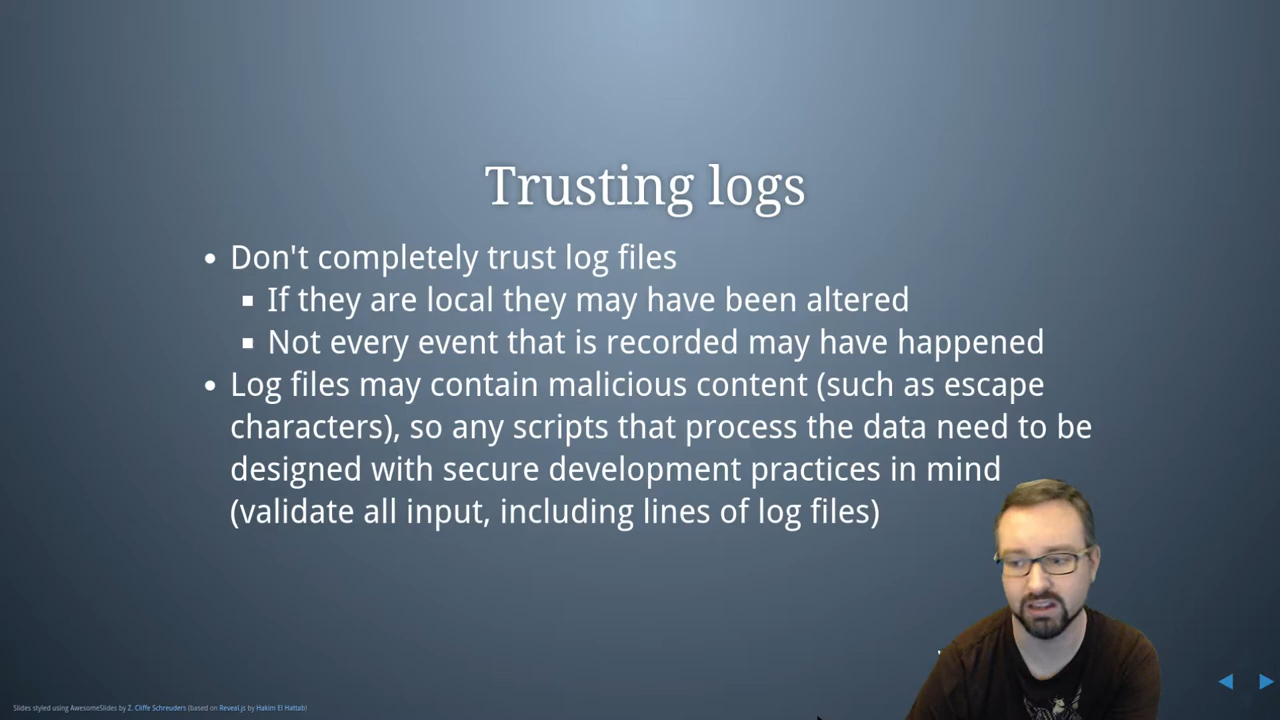 Trusting logs
Don't completely trust log files
If they are local they may have been altered
Not every event that is recorded may have happened
Log files may contain malicious content (such as escape
characters), so any scripts that process the data need to be
designed with secure development practices in mind
(validate all input, including lines of log files)
Slides styled using AwesomeSlides by Z. Cliffe Schreuders (based on Reveal.js by Hakim El Hattab)